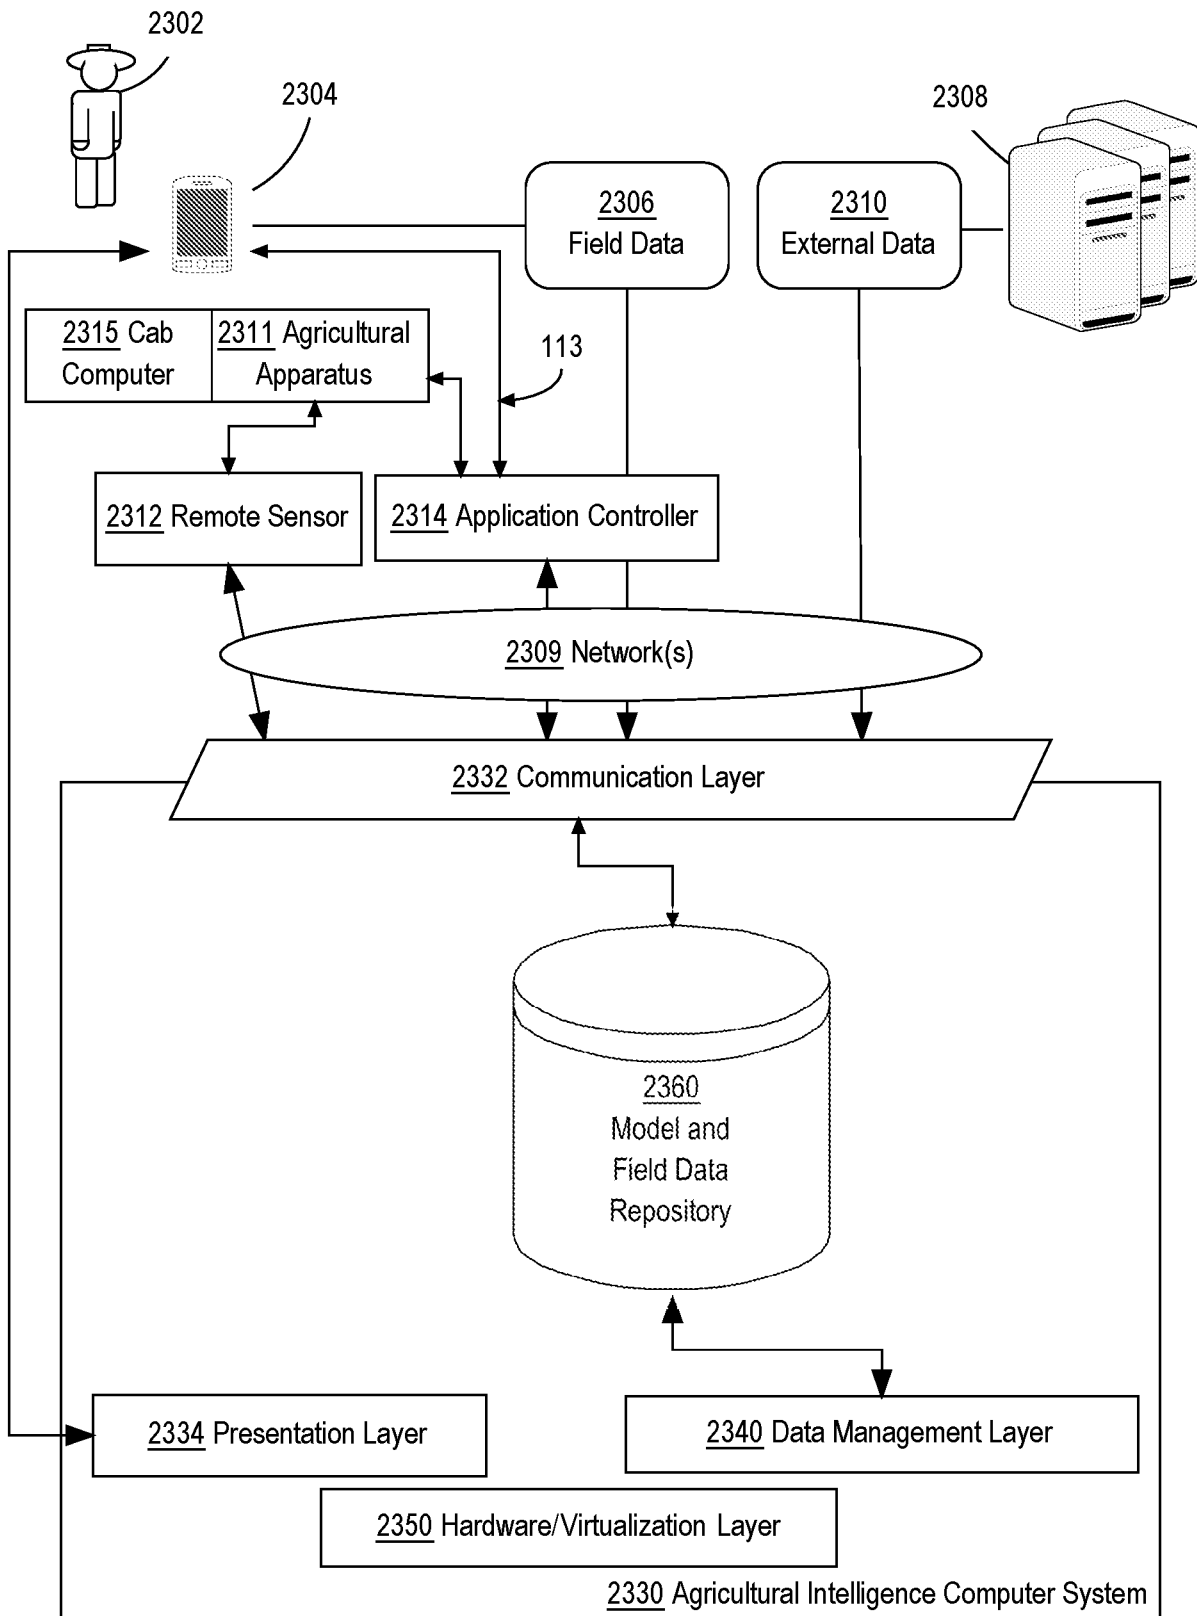 2302
2304
2308
2306
Field Data
2310
External Data
2315 Cab
Computer
2311 Agricultural
Apparatus
113
2312 Remote Sensor
2314 Application Controller
2309 Network(s)
2332 Communication Layer
2360
Model and
Field Data
Repository
2334 Presentation Layer
2340 Data Management Layer
2350 Hardware/Virtualization Layer
2330 Agricultural Intelligence Computer System